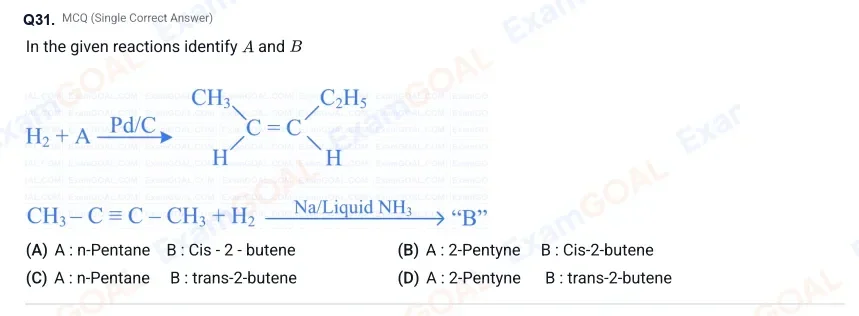 Q31. MCQ (Single Correct Answer)
In the given reactions identify A and B
CH₃ C₂H₅
H₂ + A Pd/C C = C
H H
CH₃ – C ≡ C – CH₃ + H₂ Na/Liquid NH₃ “B”
(A) A : n-Pentane B : Cis - 2 - butene (B) A : 2-Pentyne B : Cis-2-butene
(C) A : n-Pentane B : trans-2-butene (D) A : 2-Pentyne B : trans-2-butene
ExamGOAL